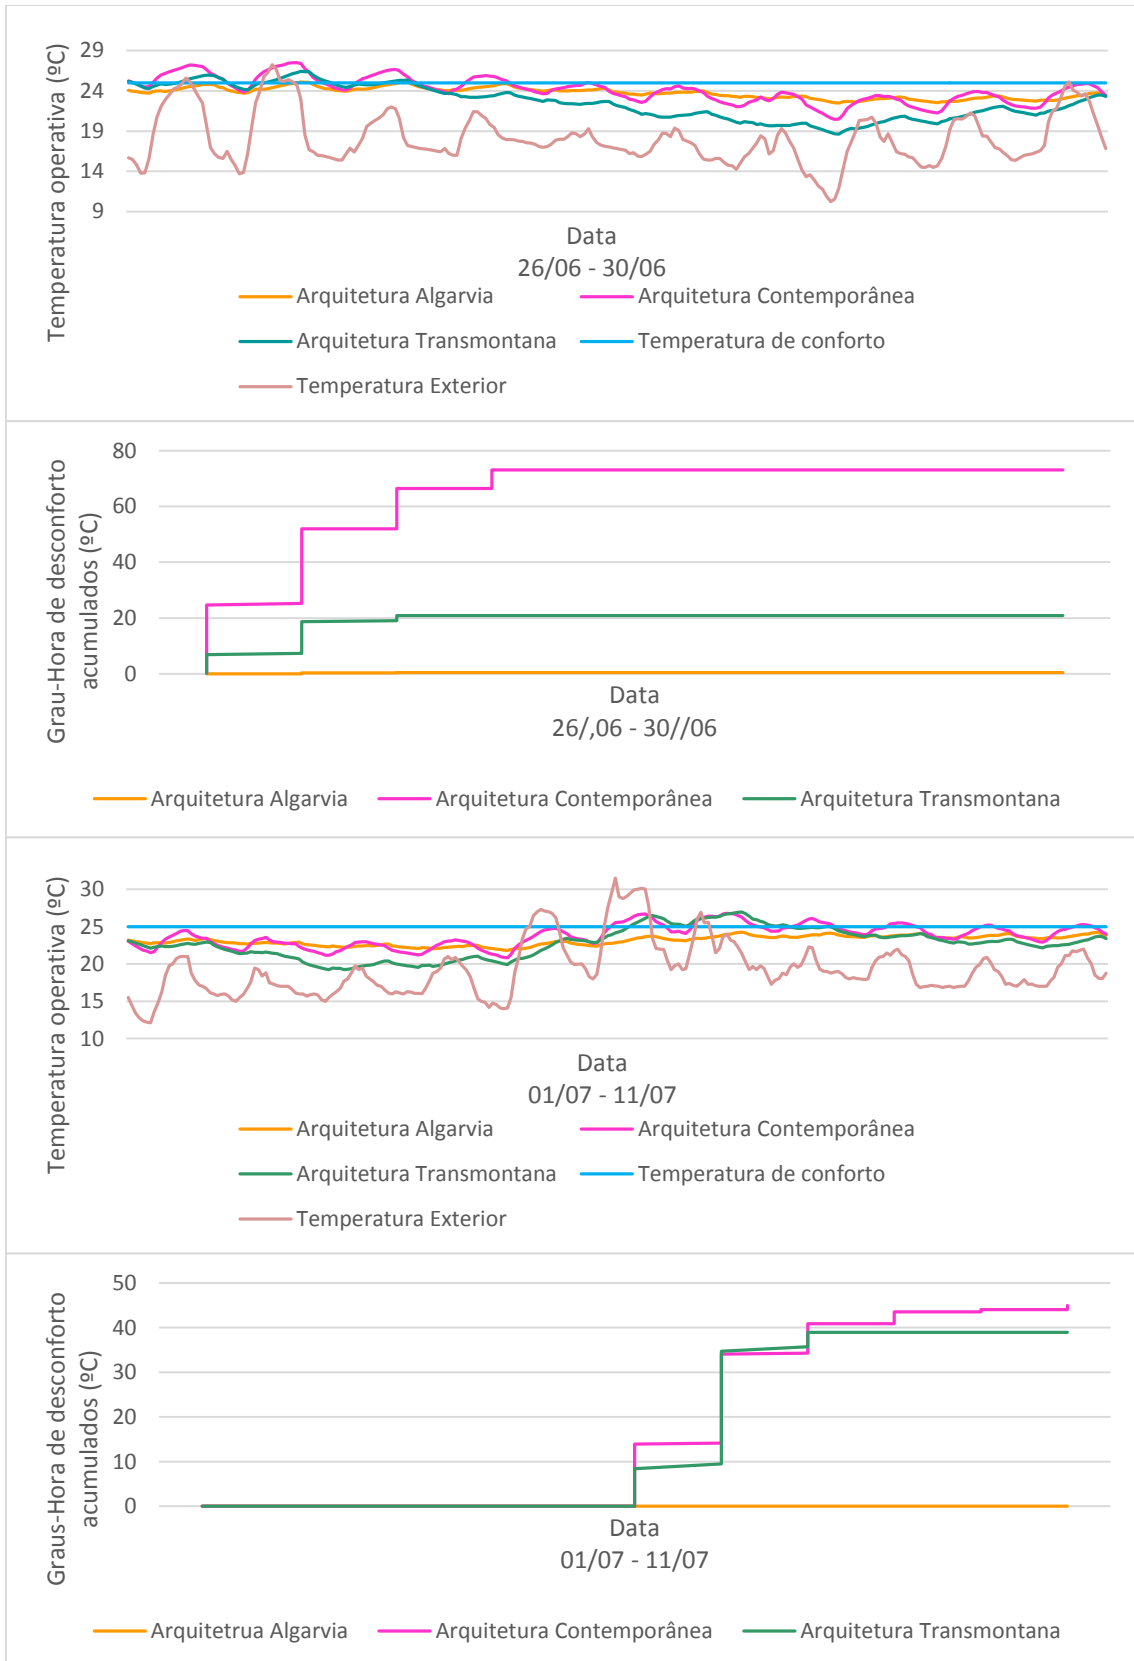 Temperatura operativa (ºC)
29
24
19
14
9
Data
26/06 - 30/06
Arquitetura Algarvia
Arquitetura Contemporânea
Arquitetura Transmontana
Temperatura de conforto
Temperatura Exterior
Grau-Hora de desconforto
acumulados (ºC)
80
60
40
20
0
Data
26/,06 - 30//06
Arquitetura Algarvia
Arquitetura Contemporânea
Arquitetura Transmontana
Temperatura operativa (ºC)
30
25
20
15
10
Data
01/07 - 11/07
Arquitetura Algarvia
Arquitetura Contemporânea
Arquitetura Transmontana
Temperatura de conforto
Temperatura Exterior
Graus-Hora de desconforto
acumulados (ºC)
50
40
30
20
10
0
Data
01/07 - 11/07
Arquitetrua Algarvia
Arquitetura Contemporânea
Arquitetura Transmontana